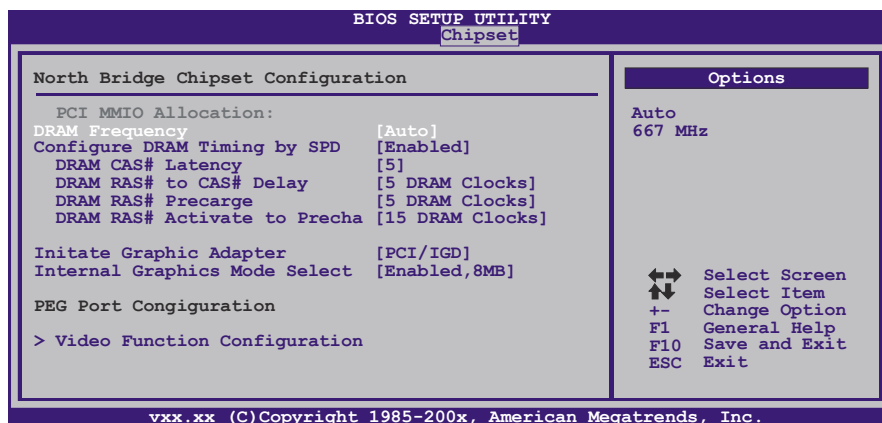 BIOS SETUP UTILITY
Chipset
North Bridge Chipset Configuration
PCI MMIO Allocation:
DRAM Frequency [Auto]
Configure DRAM Timing by SPD [Enabled]
DRAM CAS# Latency [5]
DRAM RAS# to CAS# Delay [5 DRAM Clocks]
DRAM RAS# Precarge [5 DRAM Clocks]
DRAM RAS# Activate to Precha [15 DRAM Clocks]
Initate Graphic Adapter [PCI/IGD]
Internal Graphics Mode Select [Enabled,8MB]
PEG Port Congiguration
> Video Function Configuration
Options
Auto
667 MHz
Select Screen
Select Item
+- Change Option
F1 General Help
F10 Save and Exit
ESC Exit
vxx.xx (C)Copyright 1985-200x, American Megatrends, Inc.